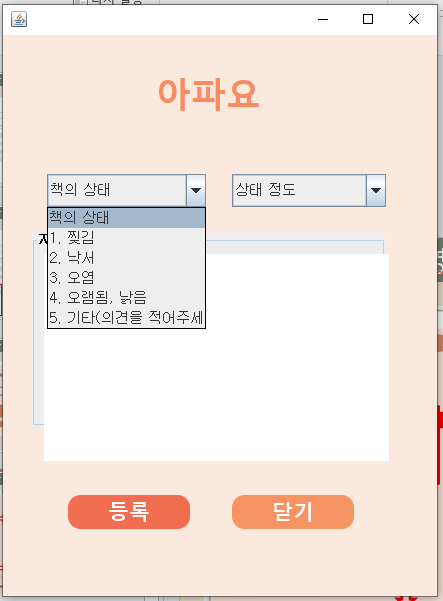 아파요
책의 상태
상태 정도
책의 상태
1. 찢김
2. 낙서
3. 오염
4. 오램됨, 낡음
5. 기타(의견을 적어주세
등록
닫기